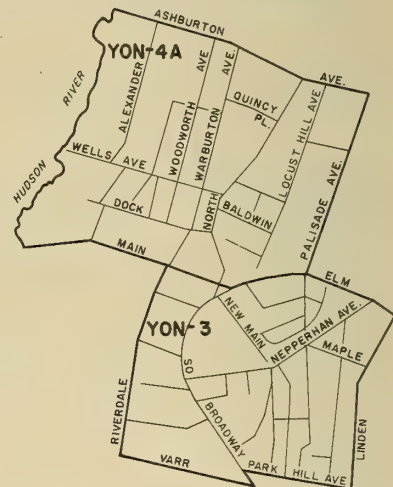 ASHBURTON
AVE.
YON-4A
HUDSON RIVER
ALEXANDER
WOODWORTH AVE
WARBURTON AVE.
QUINCY PL.
LOCUST HILL AVE
PALISADE AVE.
WELLS AVE
NORTH
BALDWIN
DOCK
MAIN
ELM
YON-3
NEW MAIN
NEPPERHAN AVE.
MAPLE
RIVERDALE
SO. BROADWAY
LINDEN
VARR
PARK HILL AVE